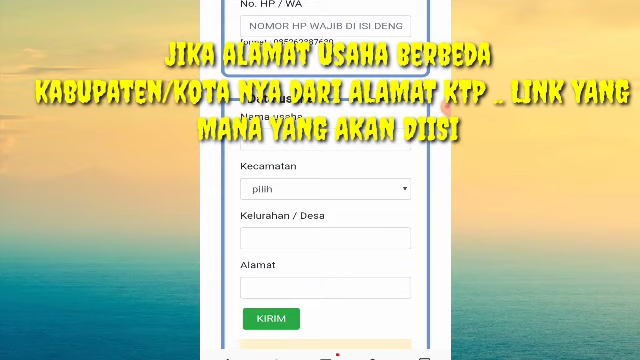 No. HP / WA
NOMOR HP WAJIB DI ISI DENG
JIKA ALAMAT USAHA BERBEDA
KABUPATEN/KOTA NYA DARI ALAMAT KTP .. LINK YANG
MANA YANG AKAN DIISI
Nama usaha
Kecamatan
pilih
Kelurahan / Desa
Alamat
KIRIM